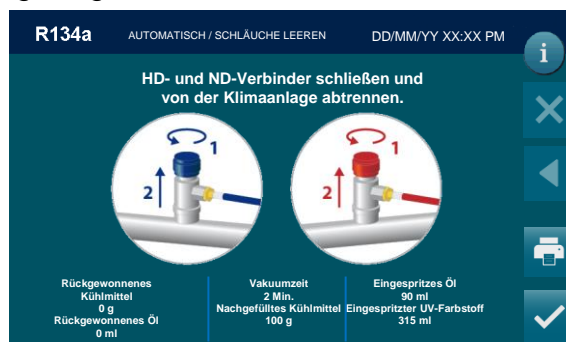 R134a
AUTOMATISCH / SCHLÄUCHE LEEREN
DD/MM/YY XX:XX PM
i
HD- und ND-Verbinder schließen und
von der Klimaanlage abtrennen.
1
2
1
2
Rückgewonnenes
Kühlmittel
0 g
Rückgewonnenes Öl
0 ml
Vakuumzeit
2 Min.
Nachgefülltes Kühlmittel
100 g
Eingespritzes Öl
90 ml
Eingespritzter UV-Farbstoff
315 ml